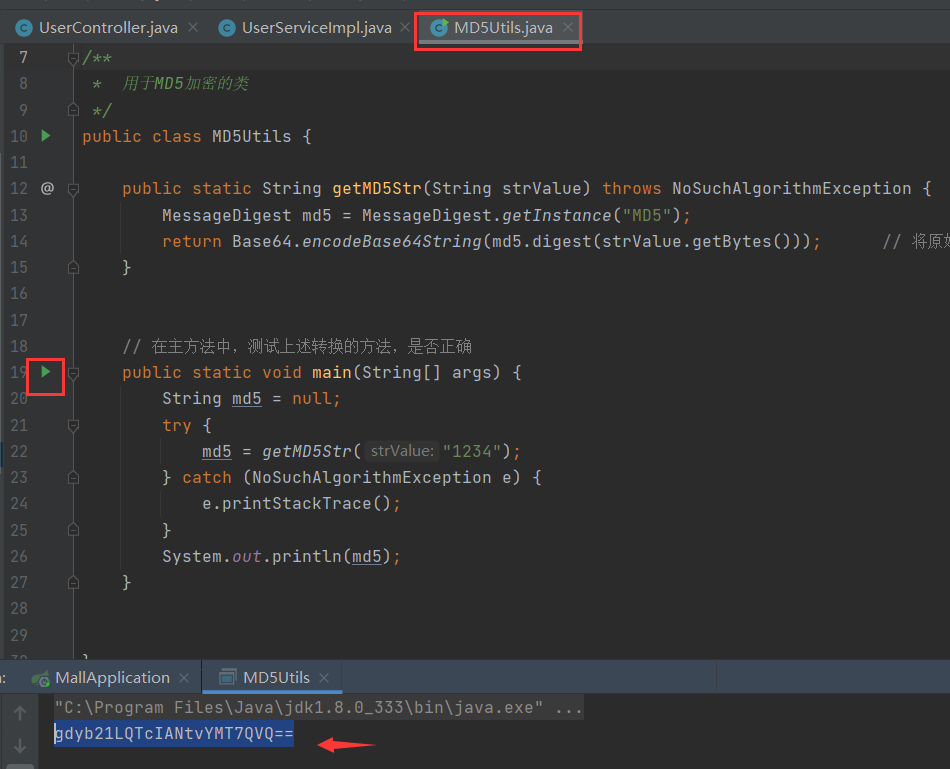 UserController.java UserServiceImpl.java MD5Utils.java
7 /**
8 * 用于MD5加密的类
9 */
10 public class MD5Utils {
11
12 @ public static String getMD5Str(String strValue) throws NoSuchAlgorithmException {
13 MessageDigest md5 = MessageDigest.getInstance("MD5");
14 return Base64.encodeBase64String(md5.digest(strValue.getBytes())); // 将原
15 }
16
17
18 // 在主方法中，测试上述转换的方法，是否正确
19 public static void main(String[] args) {
20 String md5 = null;
21 try {
22 md5 = getMD5Str( strValue: "1234");
23 } catch (NoSuchAlgorithmException e) {
24 e.printStackTrace();
25 }
26 System.out.println(md5);
27 }
28
29
MallApplication MD5Utils
"C:\Program Files\Java\jdk1.8.0_333\bin\java.exe" ...
gdyb21LQTcIANtvYMT7QVQ==